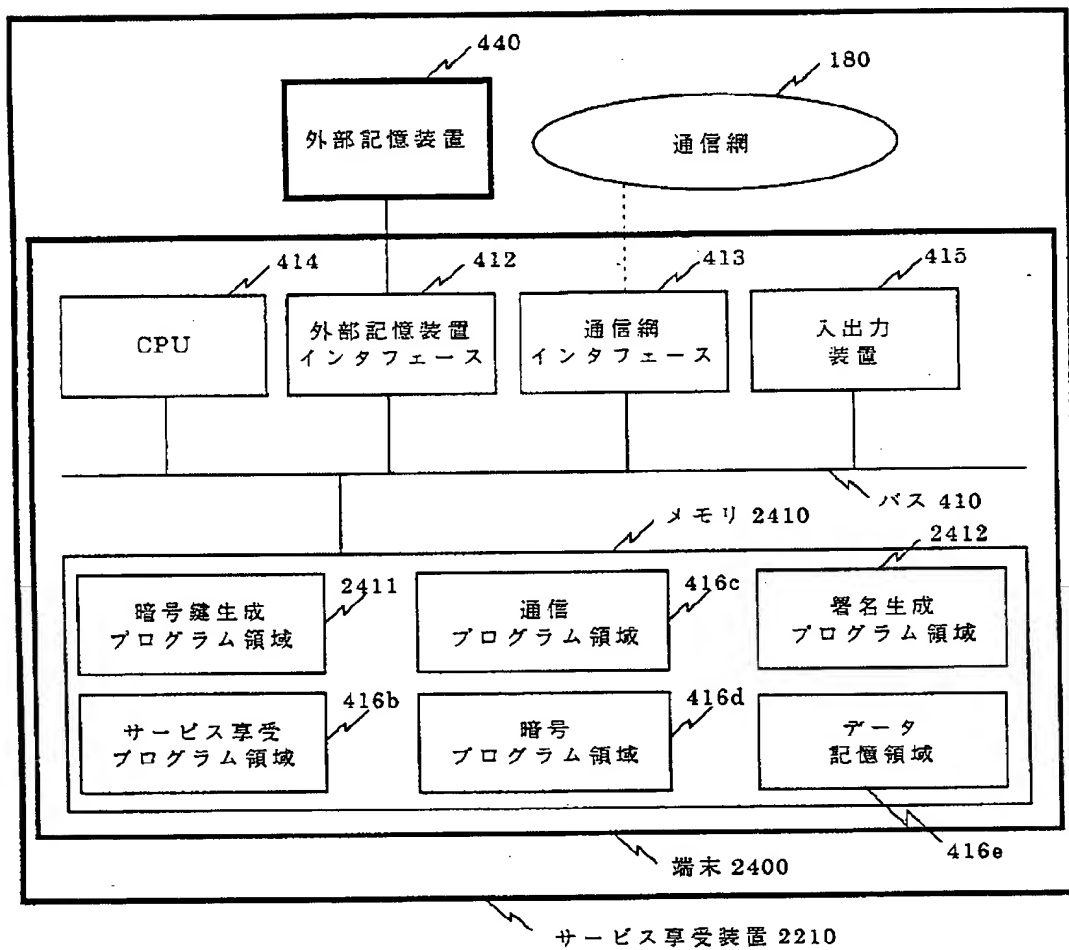 440
180
外部記憶装置
通信網
414
412
413
415
CPU
外部記憶装置
インタフェース
通信網
インタフェース
入出力
装置
バス 410
メモリ 2410
2412
2411
416c
暗号鍵生成
プログラム領域
通信
プログラム領域
署名生成
プログラム領域
416b
416d
サービス享受
プログラム領域
暗号
プログラム領域
データ
記憶領域
416e
端末 2400
サービス享受装置 2210